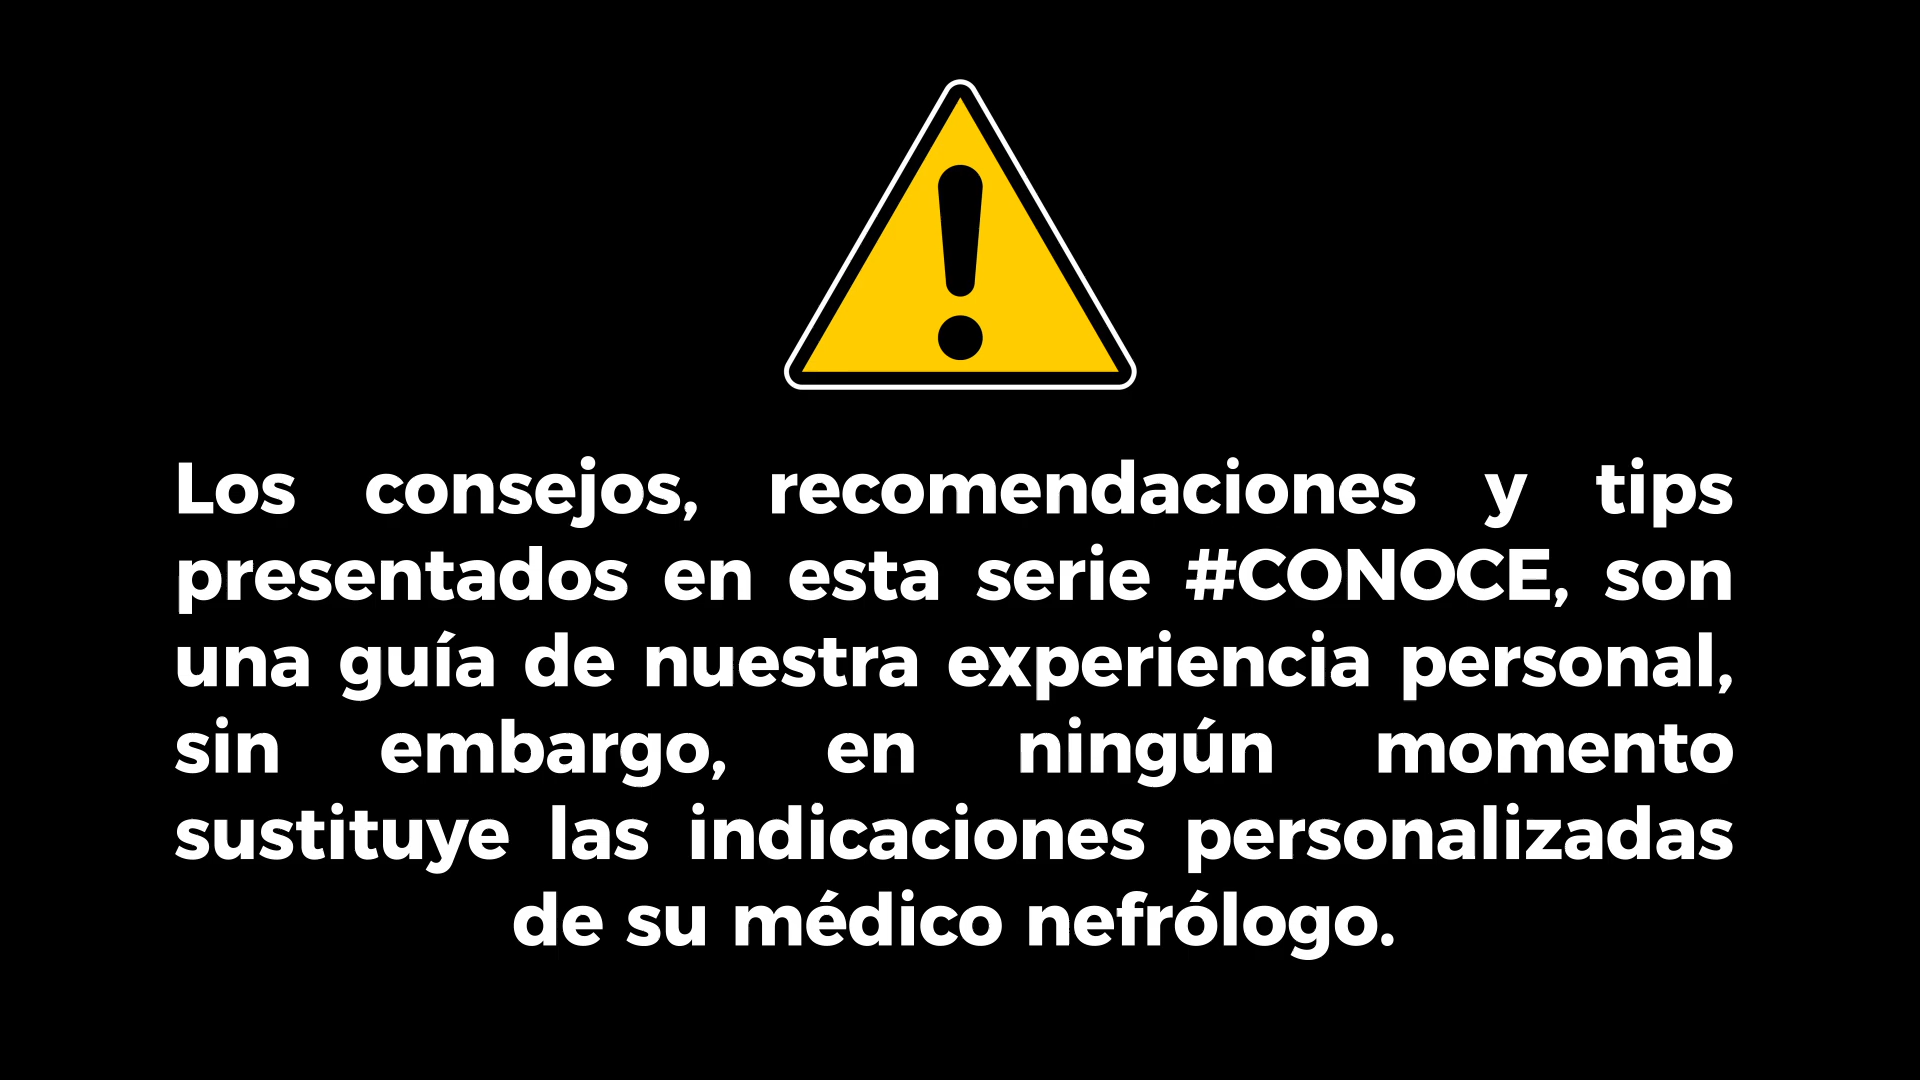 Los consejos, recomendaciones y tips
presentados en esta serie #CONOCE, son
una guía de nuestra experiencia personal,
sin embargo, en ningún momento
sustituye las indicaciones personalizadas
de su médico nefrólogo.